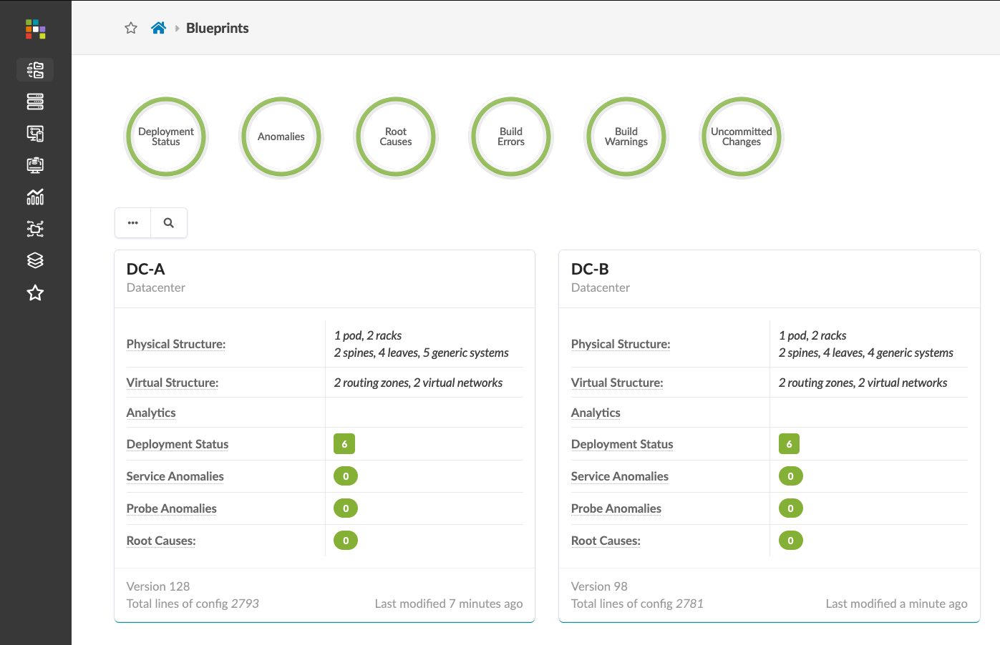 Blueprints
Deployment
Status
Anomalies
Root
Causes
Build
Errors
Build
Warnings
Uncommitted
Changes
DC-A
Datacenter
Physical Structure:
1 pod, 2 racks
2 spines, 4 leaves, 5 generic systems
Virtual Structure:
2 routing zones, 2 virtual networks
Analytics
Deployment Status
6
Service Anomalies
0
Probe Anomalies
0
Root Causes:
0
Version 128
Total lines of config 2793
Last modified 7 minutes ago
DC-B
Datacenter
Physical Structure:
1 pod, 2 racks
2 spines, 4 leaves, 4 generic systems
Virtual Structure:
2 routing zones, 2 virtual networks
Analytics
Deployment Status
6
Service Anomalies
0
Probe Anomalies
0
Root Causes:
0
Version 98
Total lines of config 2781
Last modified a minute ago